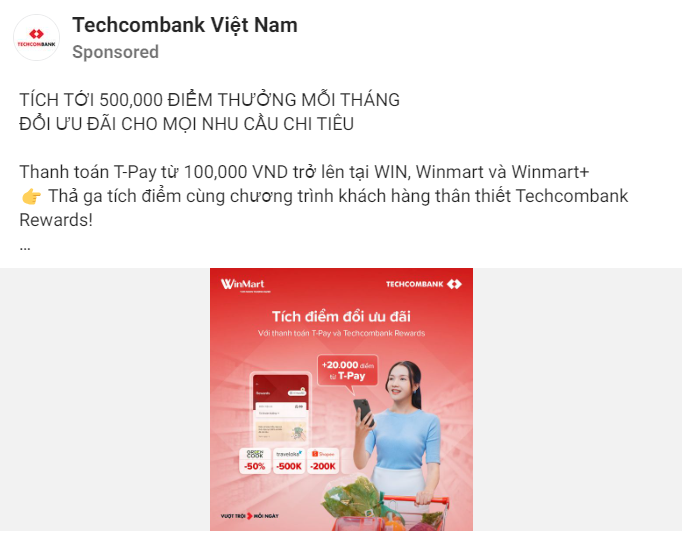 TECHCOMBANK
Techcombank Việt Nam
Sponsored
TÍCH TỚI 500,000 ĐIỂM THƯỞNG MỖI THÁNG
ĐỔI ƯU ĐÃI CHO MỌI NHU CẦU CHI TIÊU
Thanh toán T-Pay từ 100,000 VND trở lên tại WIN, Winmart và Winmart+
👉 Thả ga tích điểm cùng chương trình khách hàng thân thiết Techcombank
Rewards!
...
WinMart
TECHCOMBANK
Tích điểm đổi ưu đãi
Với thanh toán T-Pay và Techcombank Rewards
+20.000 điểm
từ T-Pay
Rewards
GREEN COOK
-50%
traveloka
-500K
Shopee
-200K
VƯỢT TRỘI MỖI NGÀY